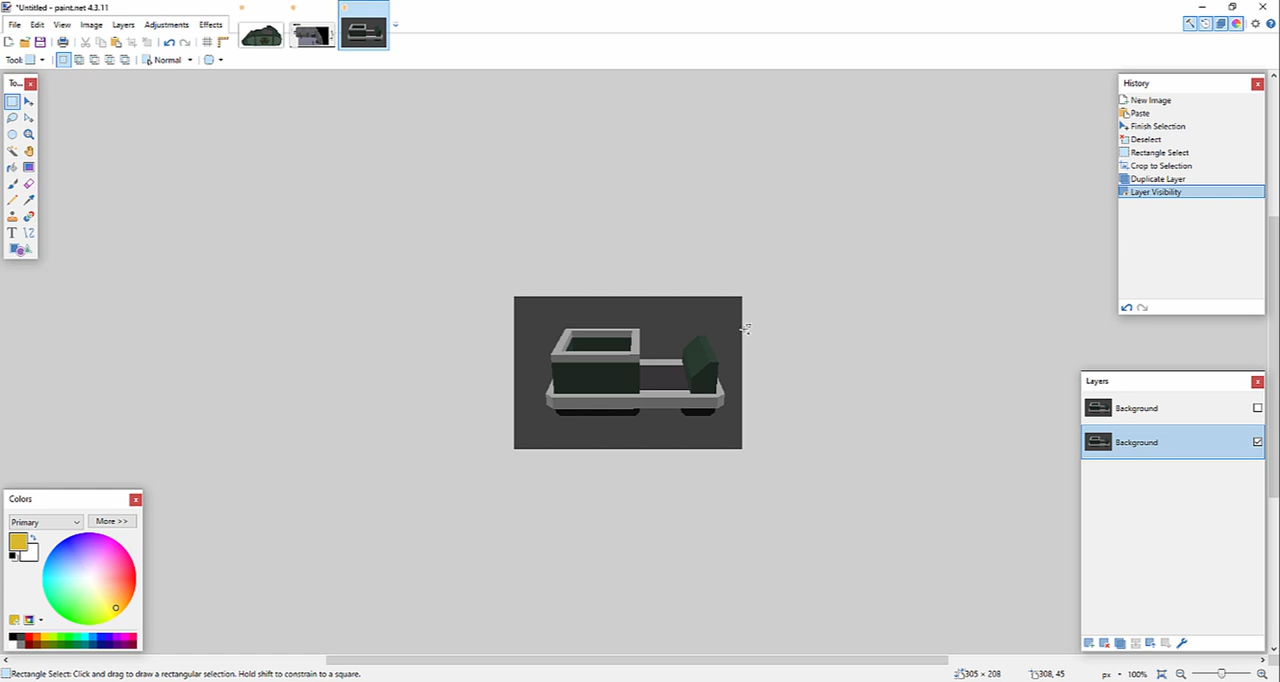 *Untitled - paint.net 4.3.11
File Edit View Image Layers Adjustments Effects
Tool:
Normal
To...
History
New Image
Paste
Finish Selection
Deselect
Rectangle Select
Crop to Selection
Duplicate Layer
Layer Visibility
Layers
Background
Background
Colors
Primary
More >>
Rectangle Select: Click and drag to draw a rectangular selection. Hold shift to constrain to a square.
305 × 208
308, 45
px
100%